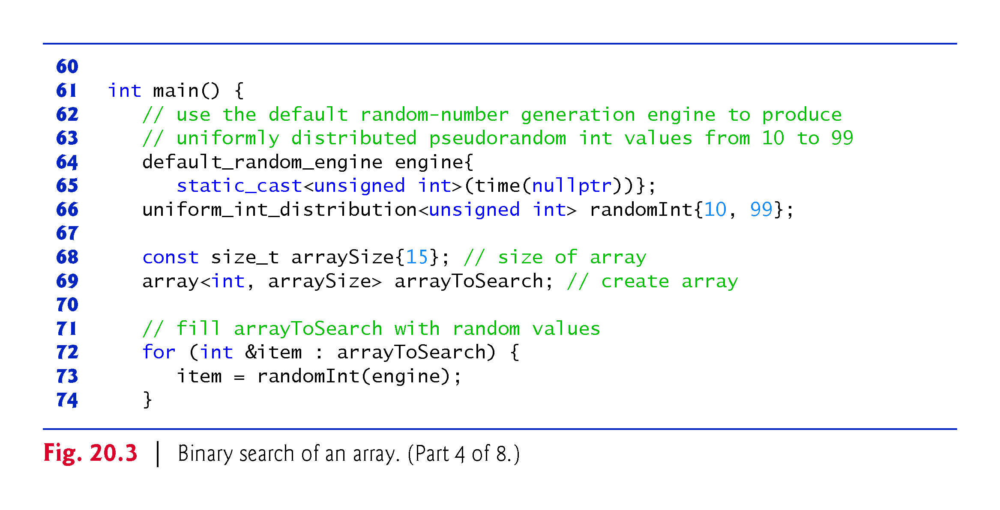 60
61 int main() {
62 // use the default random-number generation engine to produce
63 // uniformly distributed pseudorandom int values from 10 to 99
64 default_random_engine engine{
65 static_cast<unsigned int>(time(nullptr))};
66 uniform_int_distribution<unsigned int> randomInt{10, 99};
67
68 const size_t arraySize{15}; // size of array
69 array<int, arraySize> arrayToSearch; // create array
70
71 // fill arrayToSearch with random values
72 for (int &item : arrayToSearch) {
73 item = randomInt(engine);
74 }
Fig. 20.3 | Binary search of an array. (Part 4 of 8.)